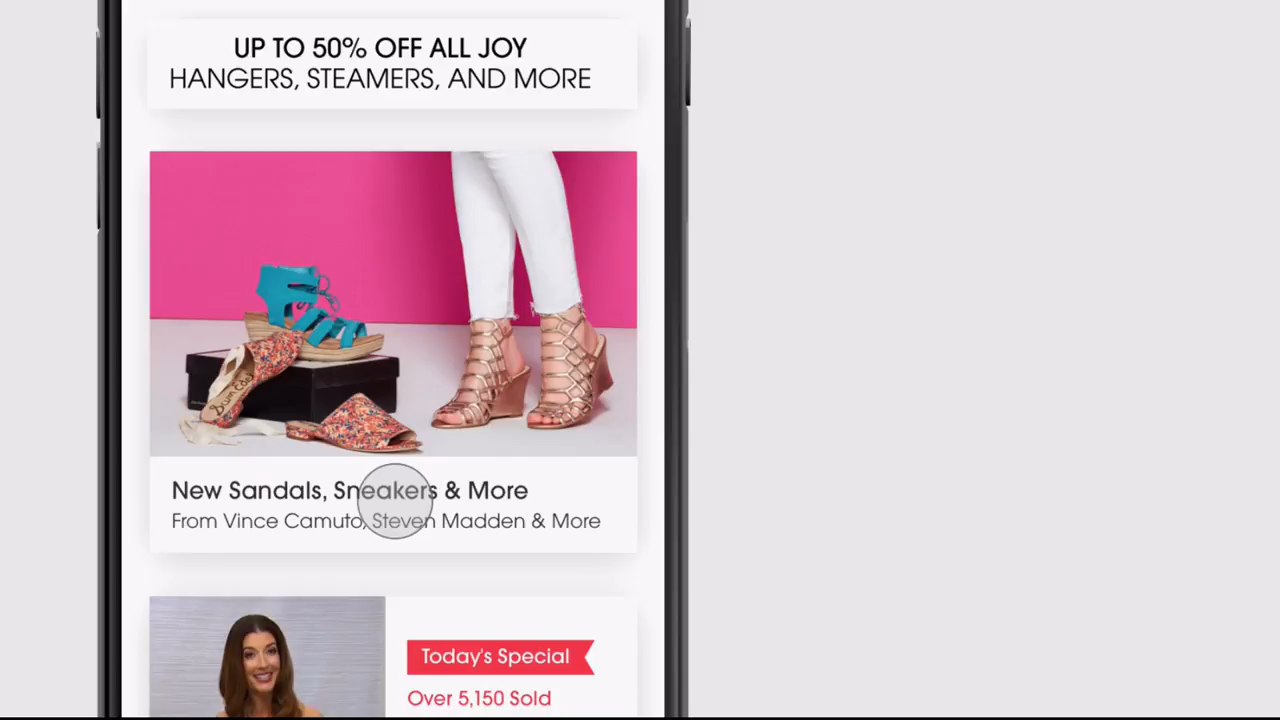 UP TO 50% OFF ALL JOY
HANGERS, STEAMERS, AND MORE
New Sandals, Sneakers & More
From Vince Camuto, Steven Madden & More
Today's Special
Over 5,150 Sold